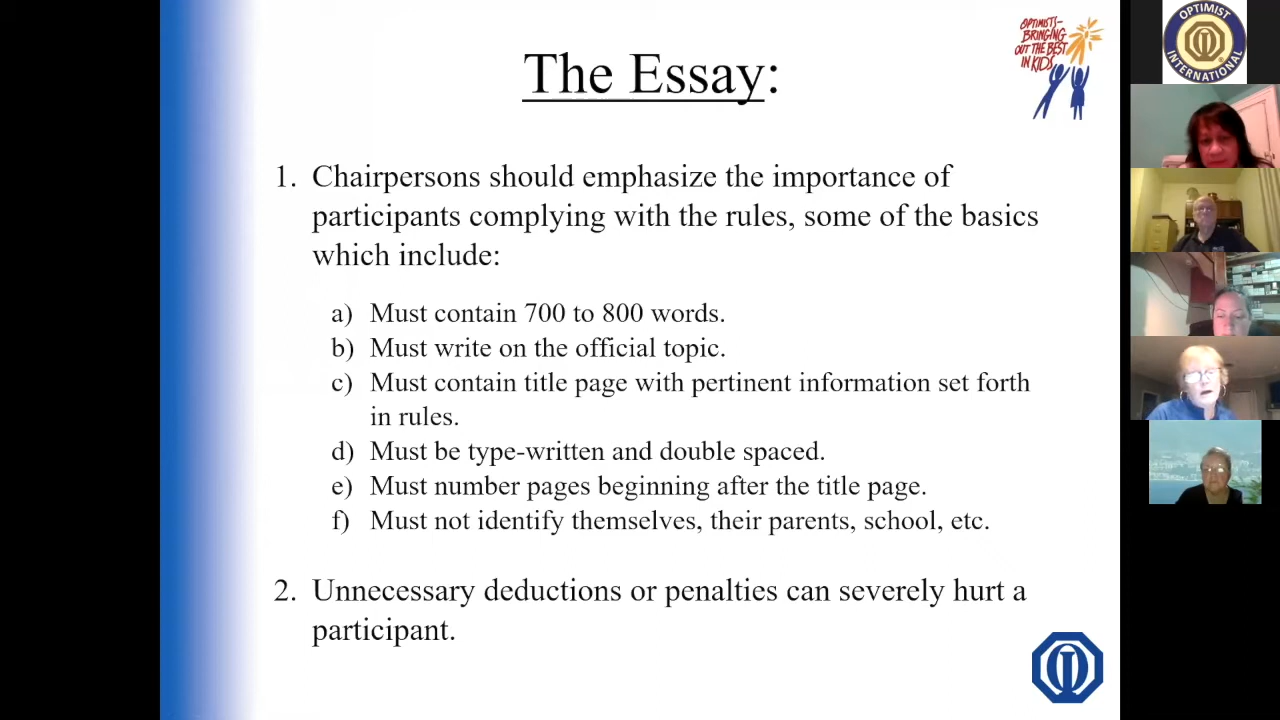 The Essay:
OPTIMISTS–
BRINGING
OUT THE BEST
IN KIDS
1. Chairpersons should emphasize the importance of
participants complying with the rules, some of the basics
which include:
a) Must contain 700 to 800 words.
b) Must write on the official topic.
c) Must contain title page with pertinent information set forth
in rules.
d) Must be type-written and double spaced.
e) Must number pages beginning after the title page.
f) Must not identify themselves, their parents, school, etc.
2. Unnecessary deductions or penalties can severely hurt a
participant.
OPTIMIST
INTERNATIONAL